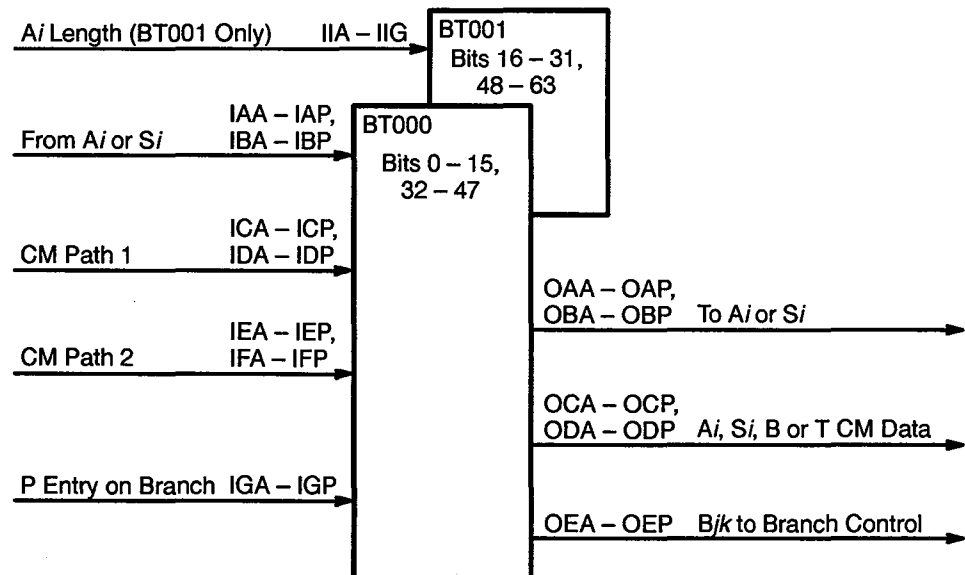 Ai Length (BT001 Only) IIA – IIG
BT001
Bits 16 – 31,
48 – 63
From Ai or Si
IAA – IAP,
IBA – IBP
BT000
Bits 0 – 15,
32 – 47
CM Path 1
ICA – ICP,
IDA – IDP
CM Path 2
IEA – IEP,
IFA – IFP
P Entry on Branch IGA – IGP
OAA – OAP,
OBA – OBP To Ai or Si
OCA – OCP,
ODA – ODP Ai, Si, B or T CM Data
OEA – OEP Bjk to Branch Control